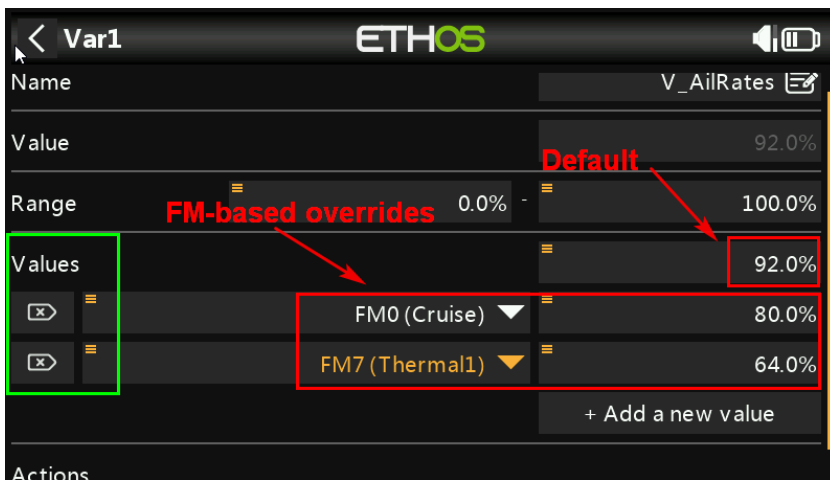 Var1 ETHOS
Name V_AilRates
Value 92.0%
Default
Range 0.0% - 100.0%
FM-based overrides
Values 92.0%
FM0 (Cruise) 80.0%
FM7 (Thermal1) 64.0%
+ Add a new value
Actions